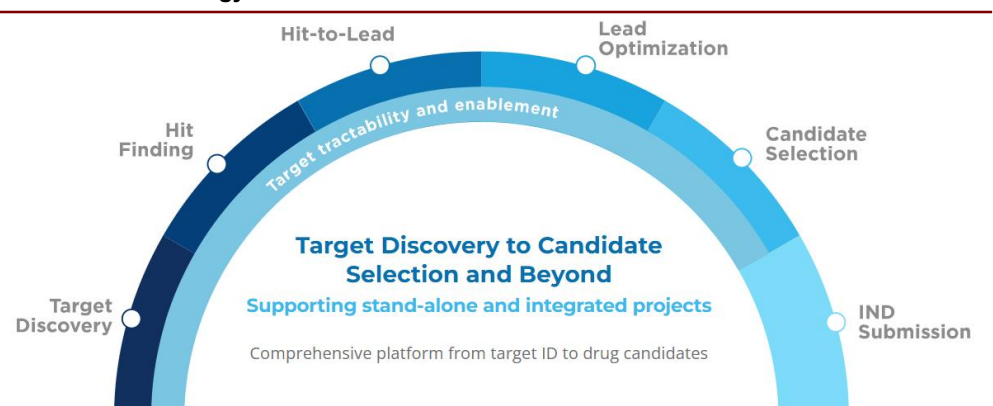 Hit-to-Lead
Lead
Optimization
Hit
Finding
Target tractability and enablement
Candidate
Selection
Target Discovery to Candidate
Selection and Beyond
Supporting stand-alone and integrated projects
Target
Discovery
IND
Submission
Comprehensive platform from target ID to drug candidates